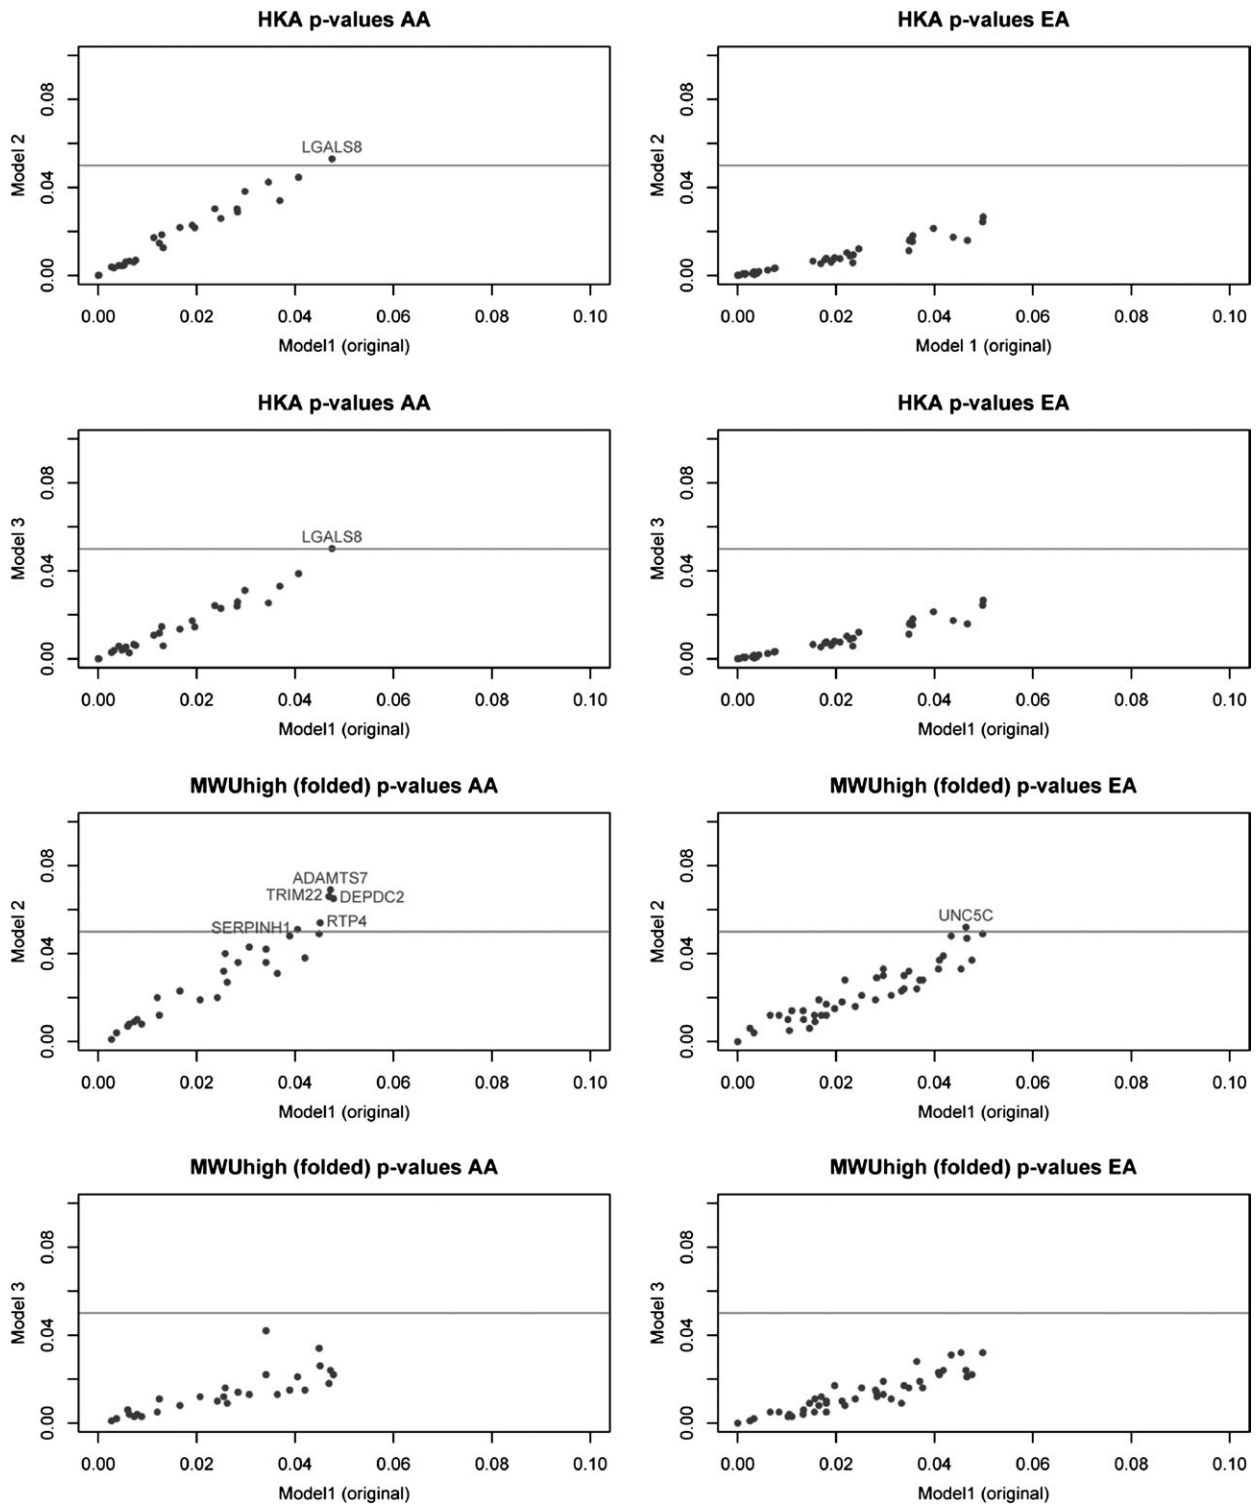 HKA p-values AA
HKA p-values EA
Model 2
0.00 0.04 0.08
LGALS8
0.00 0.02 0.04 0.06 0.08 0.10
Model1 (original)
Model 2
0.00 0.04 0.08
0.00 0.02 0.04 0.06 0.08 0.10
Model 1 (original)
HKA p-values AA
HKA p-values EA
Model 3
0.00 0.04 0.08
LGALS8
0.00 0.02 0.04 0.06 0.08 0.10
Model1 (original)
Model 3
0.00 0.04 0.08
0.00 0.02 0.04 0.06 0.08 0.10
Model1 (original)
MWUhigh (folded) p-values AA
MWUhigh (folded) p-values EA
Model 2
0.00 0.04 0.08
ADAMTS7
TRIM22 DEPDC2
SERPINH1 RTP4
0.00 0.02 0.04 0.06 0.08 0.10
Model1 (original)
Model 2
0.00 0.04 0.08
UNC5C
0.00 0.02 0.04 0.06 0.08 0.10
Model1 (original)
MWUhigh (folded) p-values AA
MWUhigh (folded) p-values EA
Model 3
0.00 0.04 0.08
0.00 0.02 0.04 0.06 0.08 0.10
Model1 (original)
Model 3
0.00 0.04 0.08
0.00 0.02 0.04 0.06 0.08 0.10
Model1 (original)